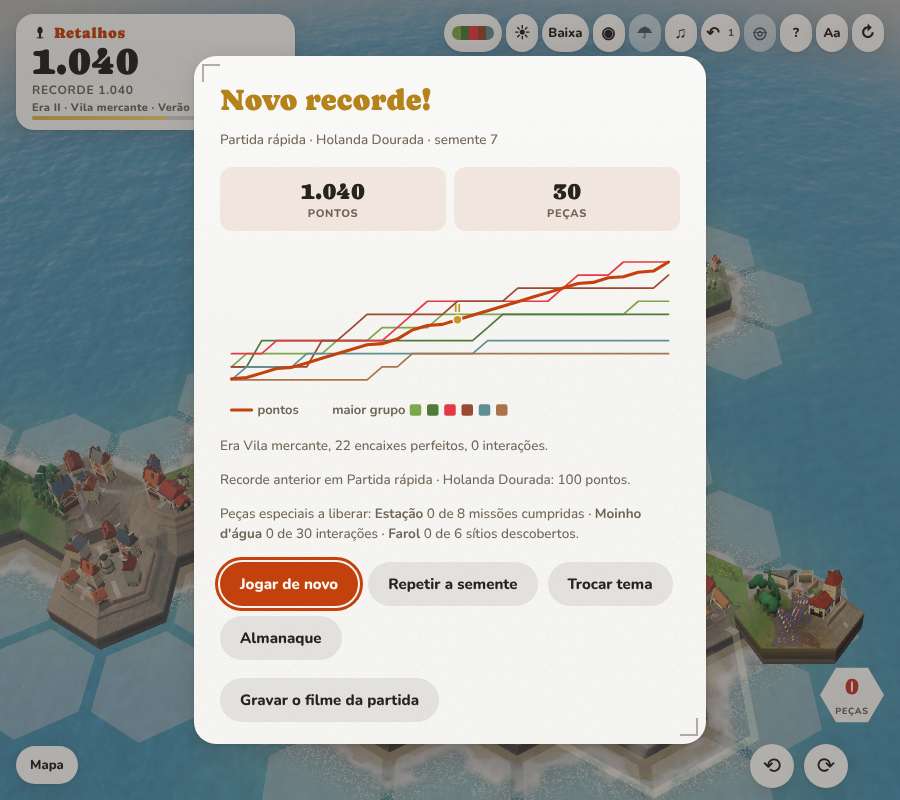 Retalhos
1.040
RECORDE 1.040
Era II · Vila mercante · Verão
Baixa
1
?
Aa
Novo recorde!
Partida rápida · Holanda Dourada · semente 7
1.040
PONTOS
30
PEÇAS
II
pontos
maior grupo
Era Vila mercante, 22 encaixes perfeitos, 0 interações.
Recorde anterior em Partida rápida · Holanda Dourada: 100 pontos.
Peças especiais a liberar: Estação 0 de 8 missões cumpridas · Moinho
d'água 0 de 30 interações · Farol 0 de 6 sítios descobertos.
Jogar de novo
Repetir a semente
Trocar tema
Almanaque
Gravar o filme da partida
0
PEÇAS
Mapa